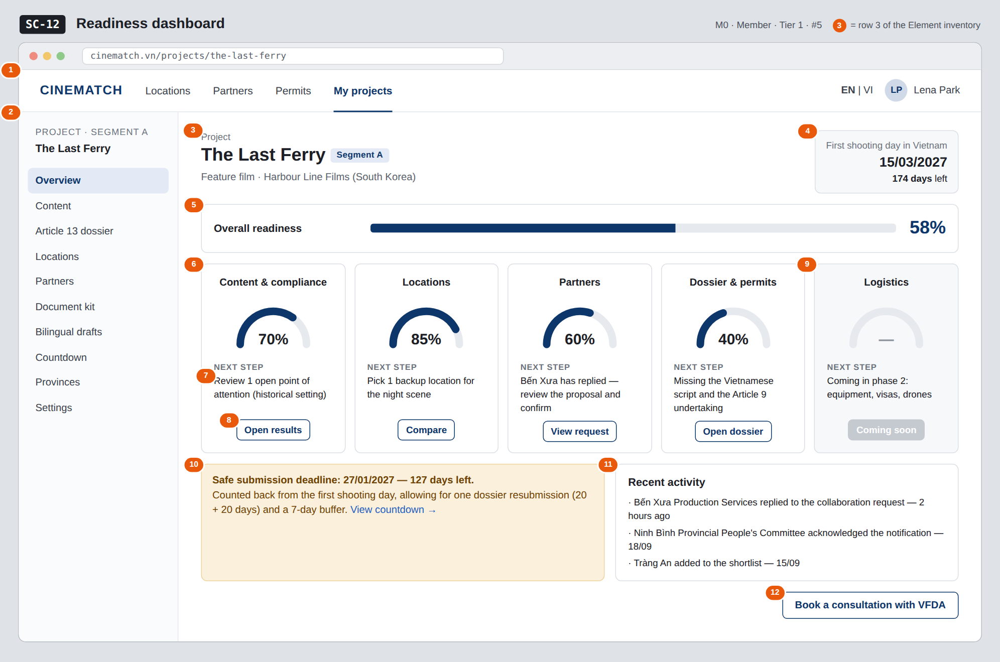 SC-12 Readiness dashboard
M0 · Member · Tier 1 · #5 3 = row 3 of the Element inventory
cinematch.vn/projects/the-last-ferry
1
CINEMATCH Locations Partners Permits My projects EN | VI LP Lena Park
2
PROJECT · SEGMENT A
The Last Ferry
Overview
Content
Article 13 dossier
Locations
Partners
Document kit
Bilingual drafts
Countdown
Provinces
Settings
3
Project
The Last Ferry Segment A
Feature film · Harbour Line Films (South Korea)
4
First shooting day in Vietnam
15/03/2027
174 days left
5
Overall readiness 58%
6
Content & compliance
70%
NEXT STEP
7
Review 1 open point of
attention (historical setting)
8
Open results
Locations
85%
NEXT STEP
Pick 1 backup location for
the night scene
Compare
Partners
60%
NEXT STEP
Bến Xưa has replied —
review the proposal and
confirm
View request
Dossier & permits
40%
NEXT STEP
Missing the Vietnamese
script and the Article 9
undertaking
Open dossier
9
Logistics
—
NEXT STEP
Coming in phase 2:
equipment, visas, drones
Coming soon
10
Safe submission deadline: 27/01/2027 — 127 days left.
Counted back from the first shooting day, allowing for one dossier resubmission (20
+ 20 days) and a 7-day buffer. View countdown →
11
Recent activity
· Bến Xưa Production Services replied to the collaboration request — 2
hours ago
· Ninh Bình Provincial People's Committee acknowledged the notification —
18/09
· Tràng An added to the shortlist — 15/09
12
Book a consultation with VFDA